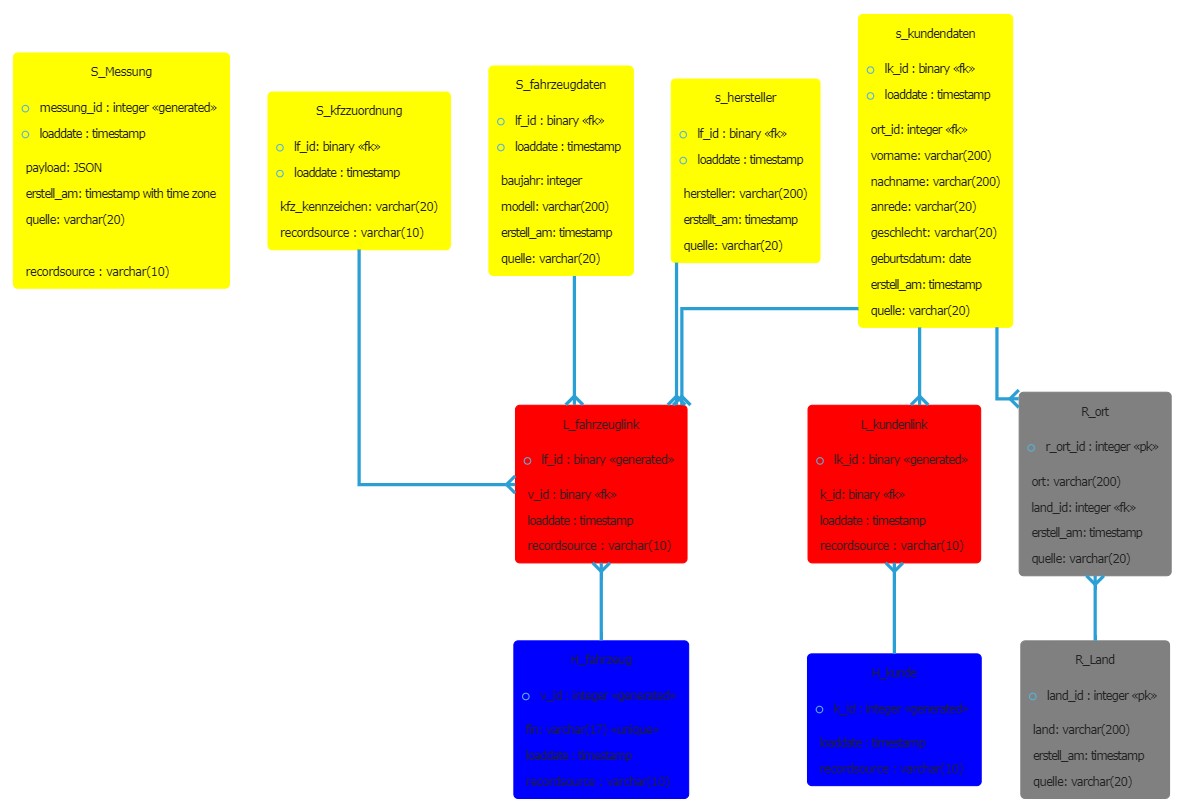 S_Messung
messung_id : integer «generated»
loaddate : timestamp
payload: JSON
erstell_am: timestamp with time zone
quelle: varchar(20)
recordsource : varchar(10)
S_kfzzuordnung
lf_id: binary «fk»
loaddate : timestamp
kfz_kennzeichen: varchar(20)
recordsource : varchar(10)
S_fahrzeugdaten
lf_id : binary «fk»
loaddate : timestamp
baujahr: integer
modell: varchar(200)
erstell_am: timestamp
quelle: varchar(20)
s_hersteller
lf_id : binary «fk»
loaddate : timestamp
hersteller: varchar(200)
erstellt_am: timestamp
quelle: varchar(20)
s_kundendaten
lk_id : binary «fk»
loaddate : timestamp
ort_id: integer «fk»
vorname: varchar(200)
nachname: varchar(200)
anrede: varchar(20)
geschlecht: varchar(20)
geburtsdatum: date
erstell_am: timestamp
quelle: varchar(20)
L_fahrzeuglink
lf_id : binary «generated»
v_id : binary «fk»
loaddate : timestamp
recordsource : varchar(10)
L_kundenlink
lk_id : binary «generated»
k_id: binary «fk»
loaddate : timestamp
recordsource : varchar(10)
R_ort
r_ort_id : integer «pk»
ort: varchar(200)
land_id: integer «fk»
erstell_am: timestamp
quelle: varchar(20)
H_fahrzeug
v_id : integer «generated»
fin: varchar(17) «unique»
loaddate : timestamp
recordsource : varchar(10)
H_kunde
k_id : integer «generated»
loaddate : timestamp
recordsource : varchar(10)
R_Land
land_id : integer «pk»
land: varchar(200)
erstell_am: timestamp
quelle: varchar(20)